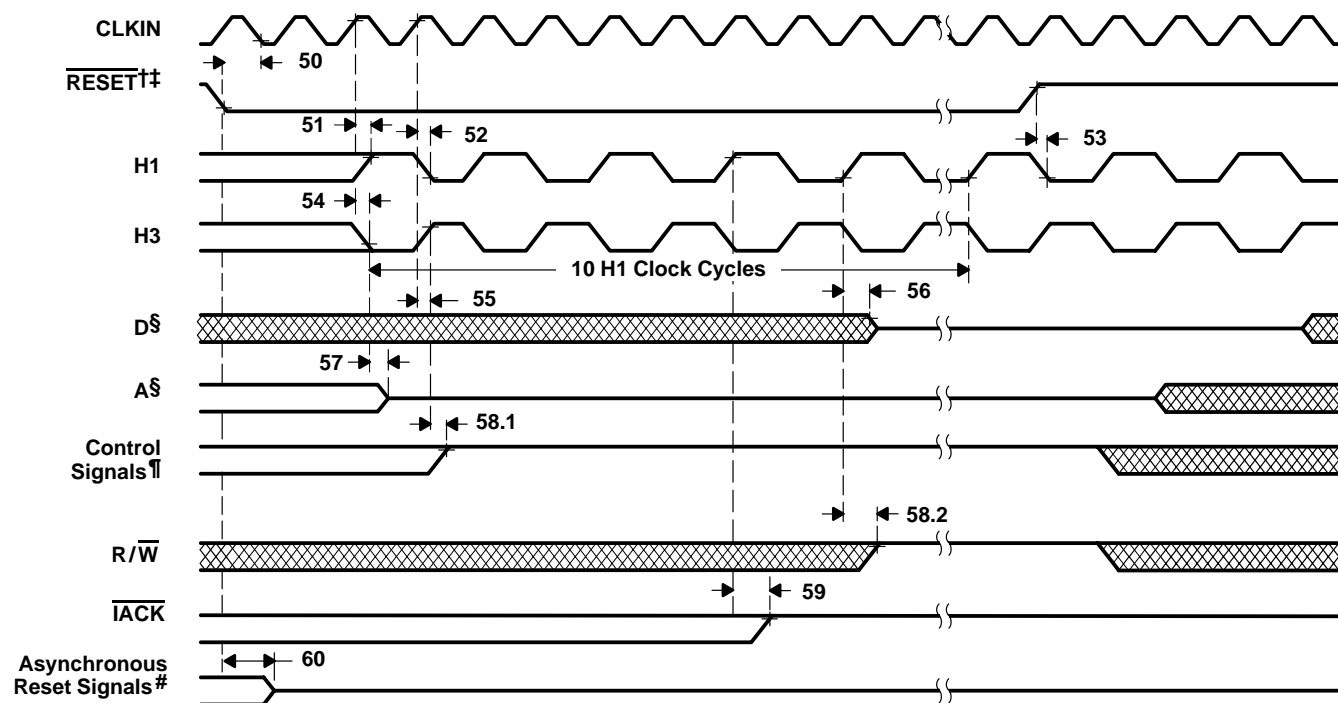 CLKIN
50
RESET†‡
51
52
53
H1
54
H3
10 H1 Clock Cycles
55
56
D§
57
A§
58.1
Control
Signals¶
58.2
R/W
59
IACK
60
Asynchronous
Reset Signals#